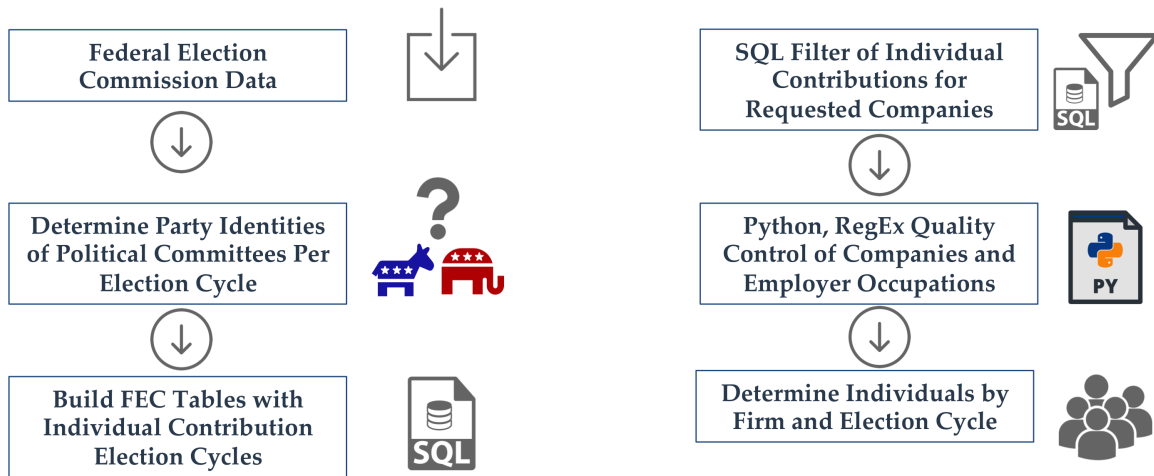 Federal Election
Commission Data
Determine Party Identities
of Political Committees Per
Election Cycle
?
Build FEC Tables with
Individual Contribution
Election Cycles
SQL
SQL Filter of Individual
Contributions for
Requested Companies
SQL
Python, RegEx Quality
Control of Companies and
Employer Occupations
PY
Determine Individuals by
Firm and Election Cycle